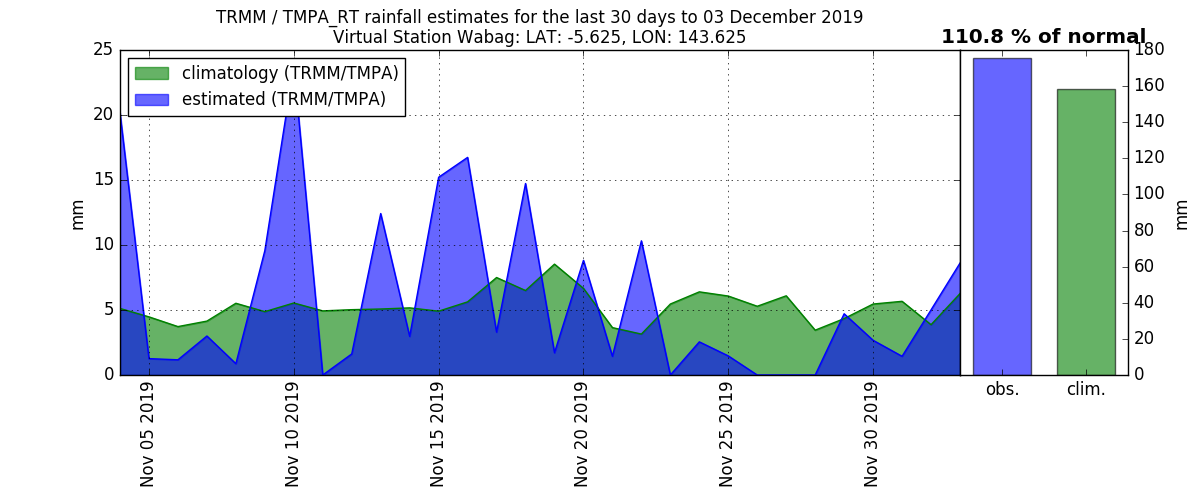 TRMM / TMPA_RT rainfall estimates for the last 30 days to 03 December 2019
Virtual Station Wabag: LAT: -5.625, LON: 143.625
110.8 % of normal
climatology (TRMM/TMPA)
estimated (TRMM/TMPA)
25
20
15
10
5
0
mm
Nov 05 2019
Nov 10 2019
Nov 15 2019
Nov 20 2019
Nov 25 2019
Nov 30 2019
180
160
140
120
100
80
60
40
20
0
mm
obs.
clim.